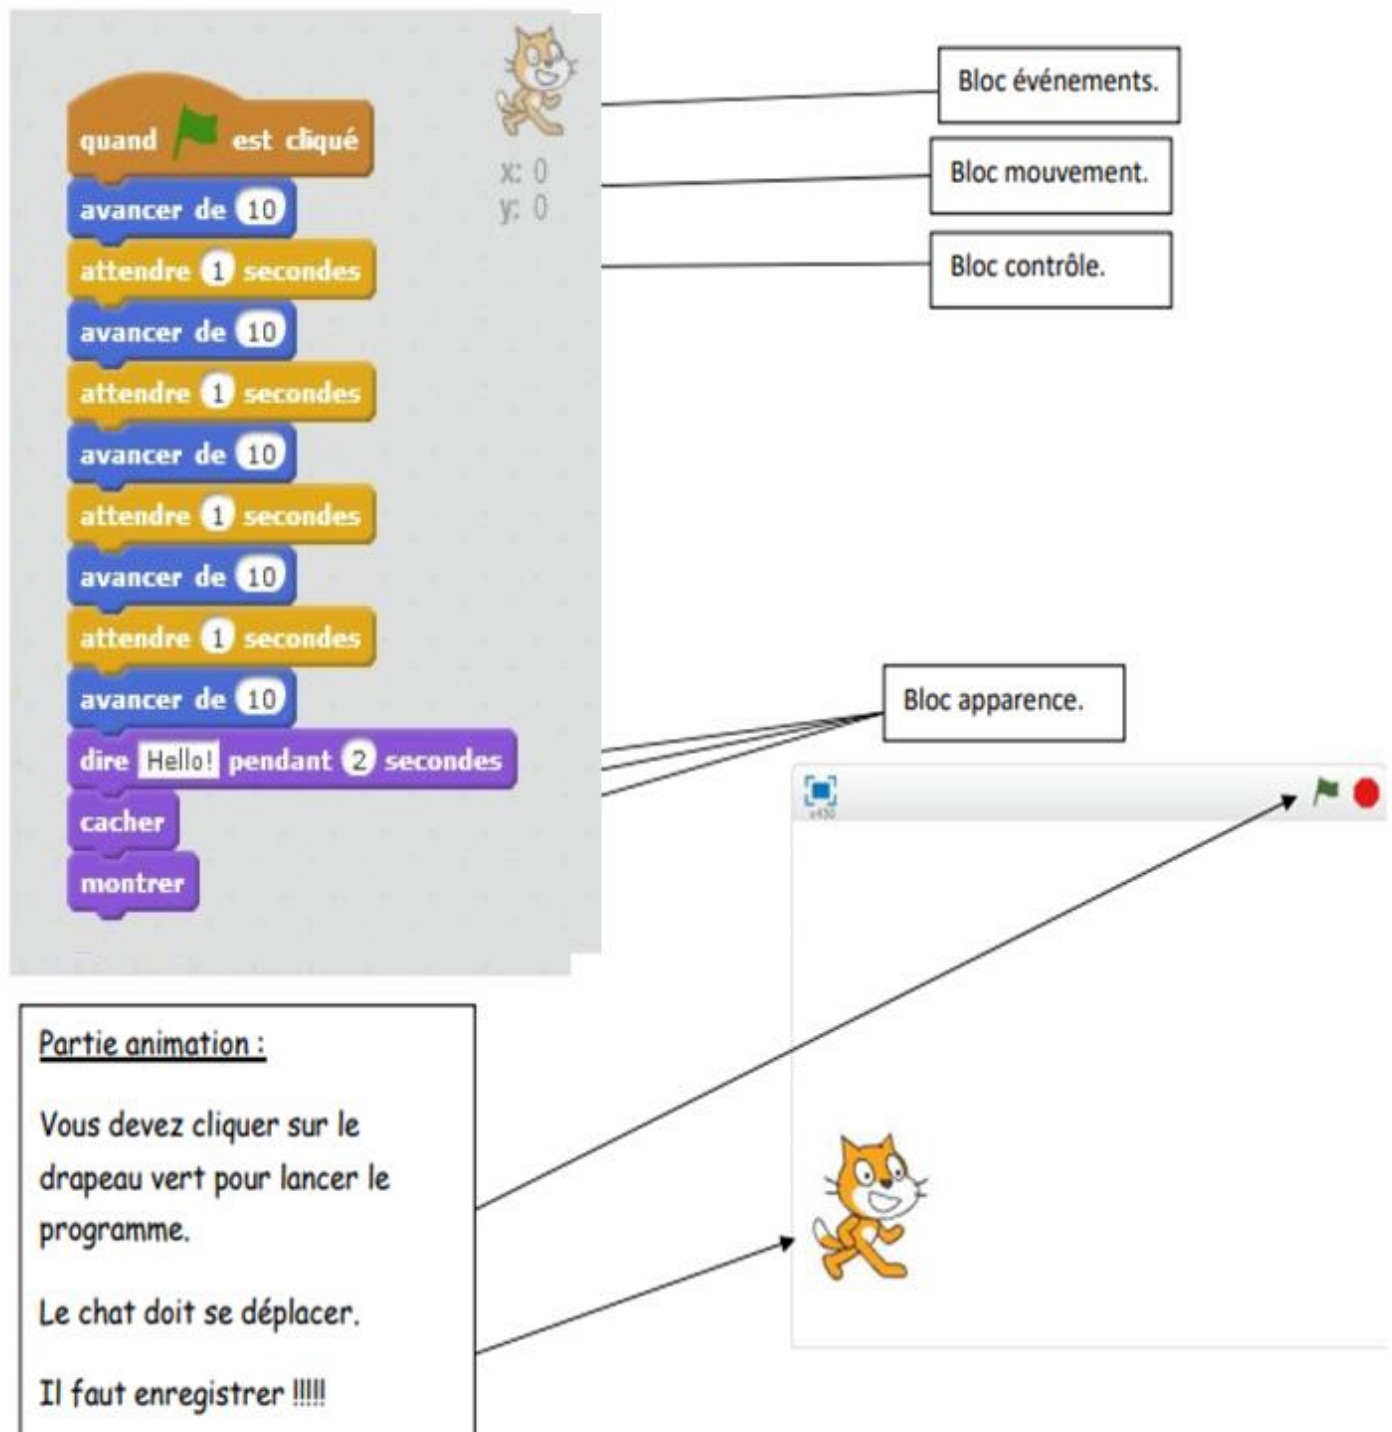 quand est cliqué
avancer de 10
attendre 1 secondes
avancer de 10
attendre 1 secondes
avancer de 10
attendre 1 secondes
avancer de 10
attendre 1 secondes
avancer de 10
dire Hello! pendant 2 secondes
cacher
montrer
x: 0
y: 0
Bloc événements.
Bloc mouvement.
Bloc contrôle.
Bloc apparence.
Partie animation :
Vous devez cliquer sur le
drapeau vert pour lancer le
programme.
Le chat doit se déplacer.
Il faut enregistrer !!!!!